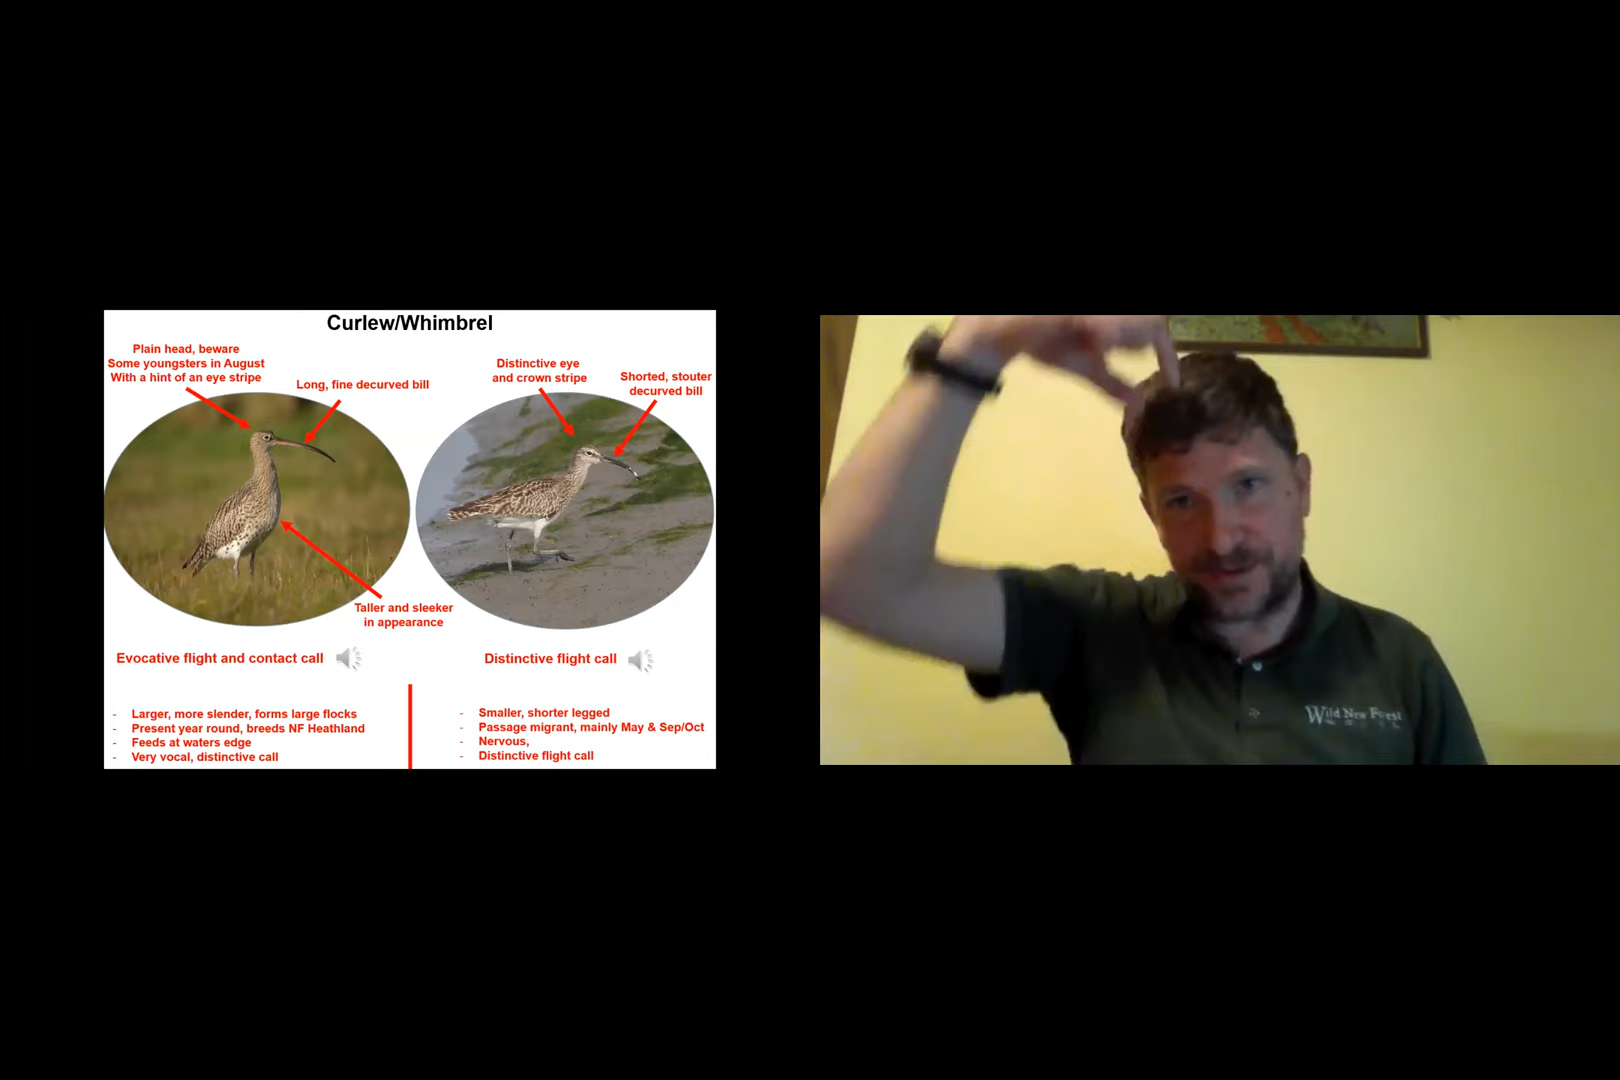 Curlew/Whimbrel
Plain head, beware
Some youngsters in August
With a hint of an eye stripe
Long, fine decurved bill
Distinctive eye
and crown stripe
Shorted, stouter
decurved bill
Taller and sleeker
in appearance
Evocative flight and contact call
Distinctive flight call
- Larger, more slender, forms large flocks
- Present year round, breeds NF Heathland
- Feeds at waters edge
- Very vocal, distinctive call
- Smaller, shorter legged
- Passage migrant, mainly May & Sep/Oct
- Nervous,
- Distinctive flight call
Wild New Forest